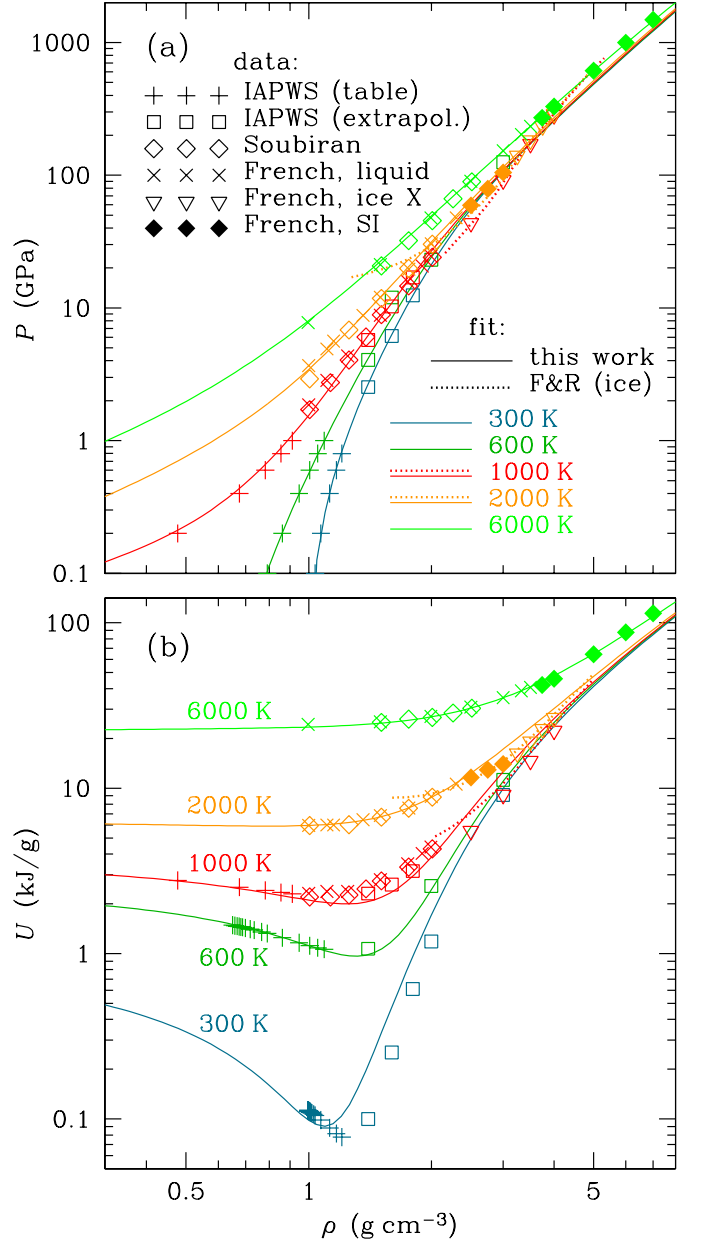 (a)
data:
IAPWS (table)
IAPWS (extrapol.)
Soubiran
French, liquid
French, ice X
French, SI
fit:
this work
F&R (ice)
300 K
600 K
1000 K
2000 K
6000 K
1000
100
10
1
0.1
P (GPa)
(b)
6000 K
2000 K
1000 K
600 K
300 K
100
10
1
0.1
U (kJ/g)
0.5 1 5
ρ (g cm⁻³)